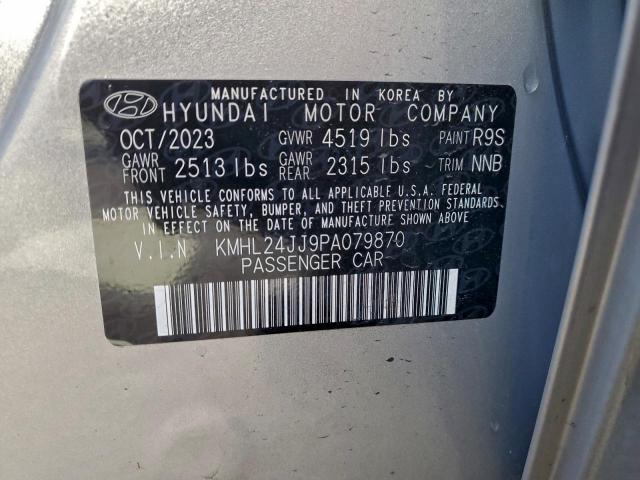 MANUFACTURED IN KOREA BY
HYUNDAI MOTOR COMPANY
OCT/2023 GVWR 4519 lbs PAINT R9S
GAWR FRONT 2513 lbs GAWR REAR 2315 lbs TRIM NNB
THIS VEHICLE CONFORMS TO ALL APPLICABLE U.S.A. FEDERAL
MOTOR VEHICLE SAFETY, BUMPER, AND THEFT PREVENTION STANDARDS
IN EFFECT ON THE DATE OF MANUFACTURE SHOWN ABOVE.
V.I.N KMHL24JJ9PA079870
PASSENGER CAR